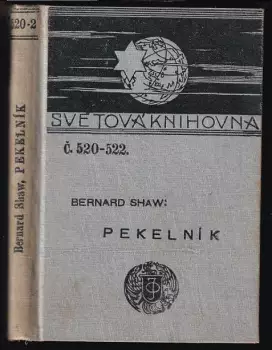 520-2
Bernard Shaw, PEKELNÍK
SVĚTOVÁ KNIHOVNA
Č. 520-522.
BERNARD SHAW:
PEKELNÍK